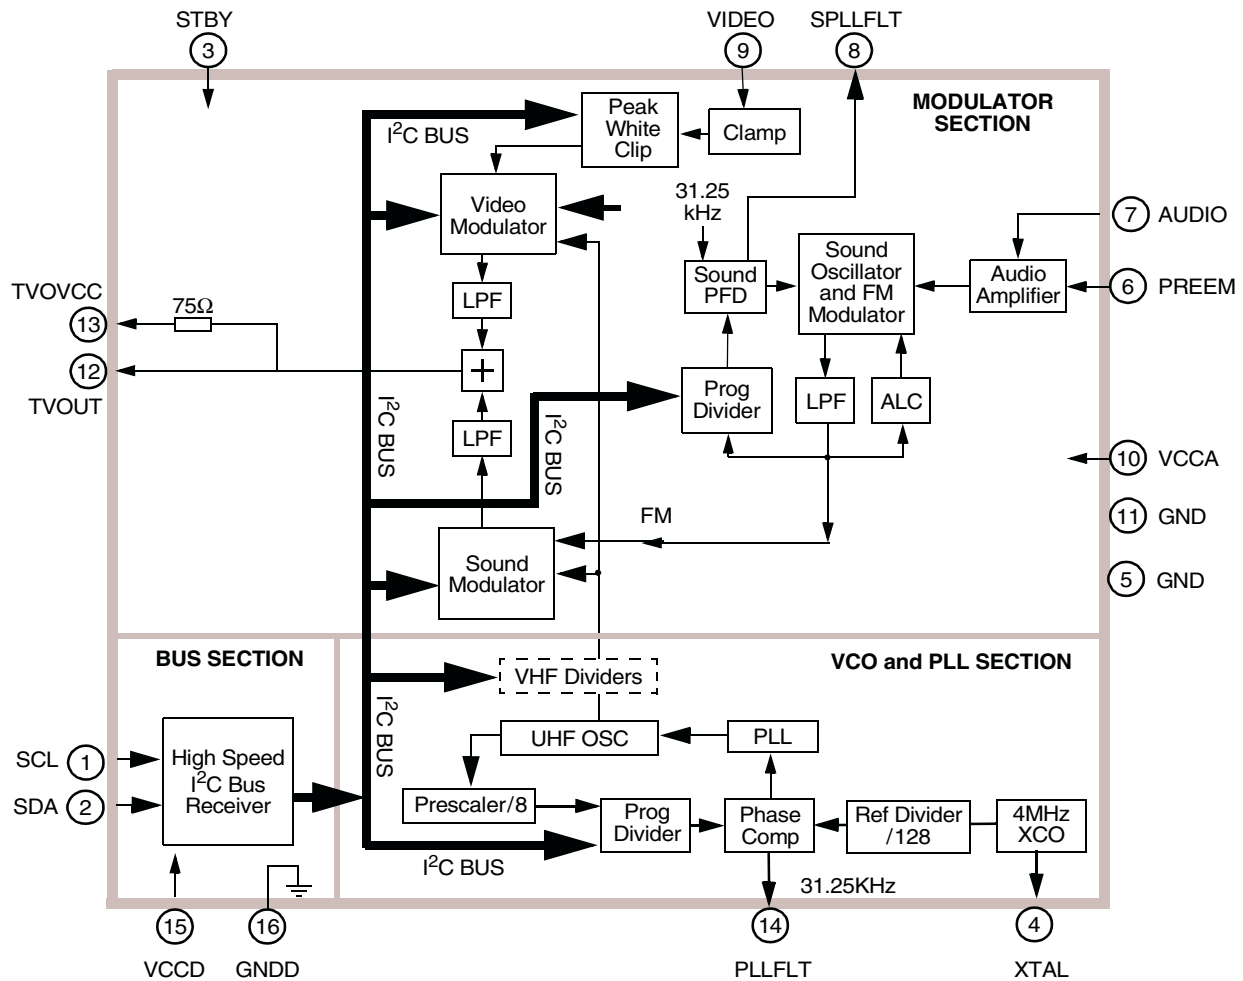 STBY
3
VIDEO
9
SPLLFLT
8
MODULATOR
SECTION
Peak
White
Clip
Clamp
I²C BUS
Video
Modulator
31.25
kHz
7
AUDIO
Sound
Oscillator
and FM
Modulator
Sound
PFD
Audio
Amplifier
6
PREEM
TVOVCC
13
75Ω
LPF
12
TVOUT
+
Prog
Divider
LPF
ALC
I²C BUS
LPF
I²C BUS
10
VCCA
FM
11
GND
Sound
Modulator
5
GND
BUS SECTION
VCO and PLL SECTION
VHF Dividers
I²C BUS
UHF OSC
PLL
SCL
1
High Speed
I²C Bus
Receiver
SDA
2
Prescaler/8
Prog
Divider
Phase
Comp
Ref Divider
/128
4MHz
XCO
I²C BUS
31.25KHz
15
VCCD
16
GNDD
14
PLLFLT
4
XTAL